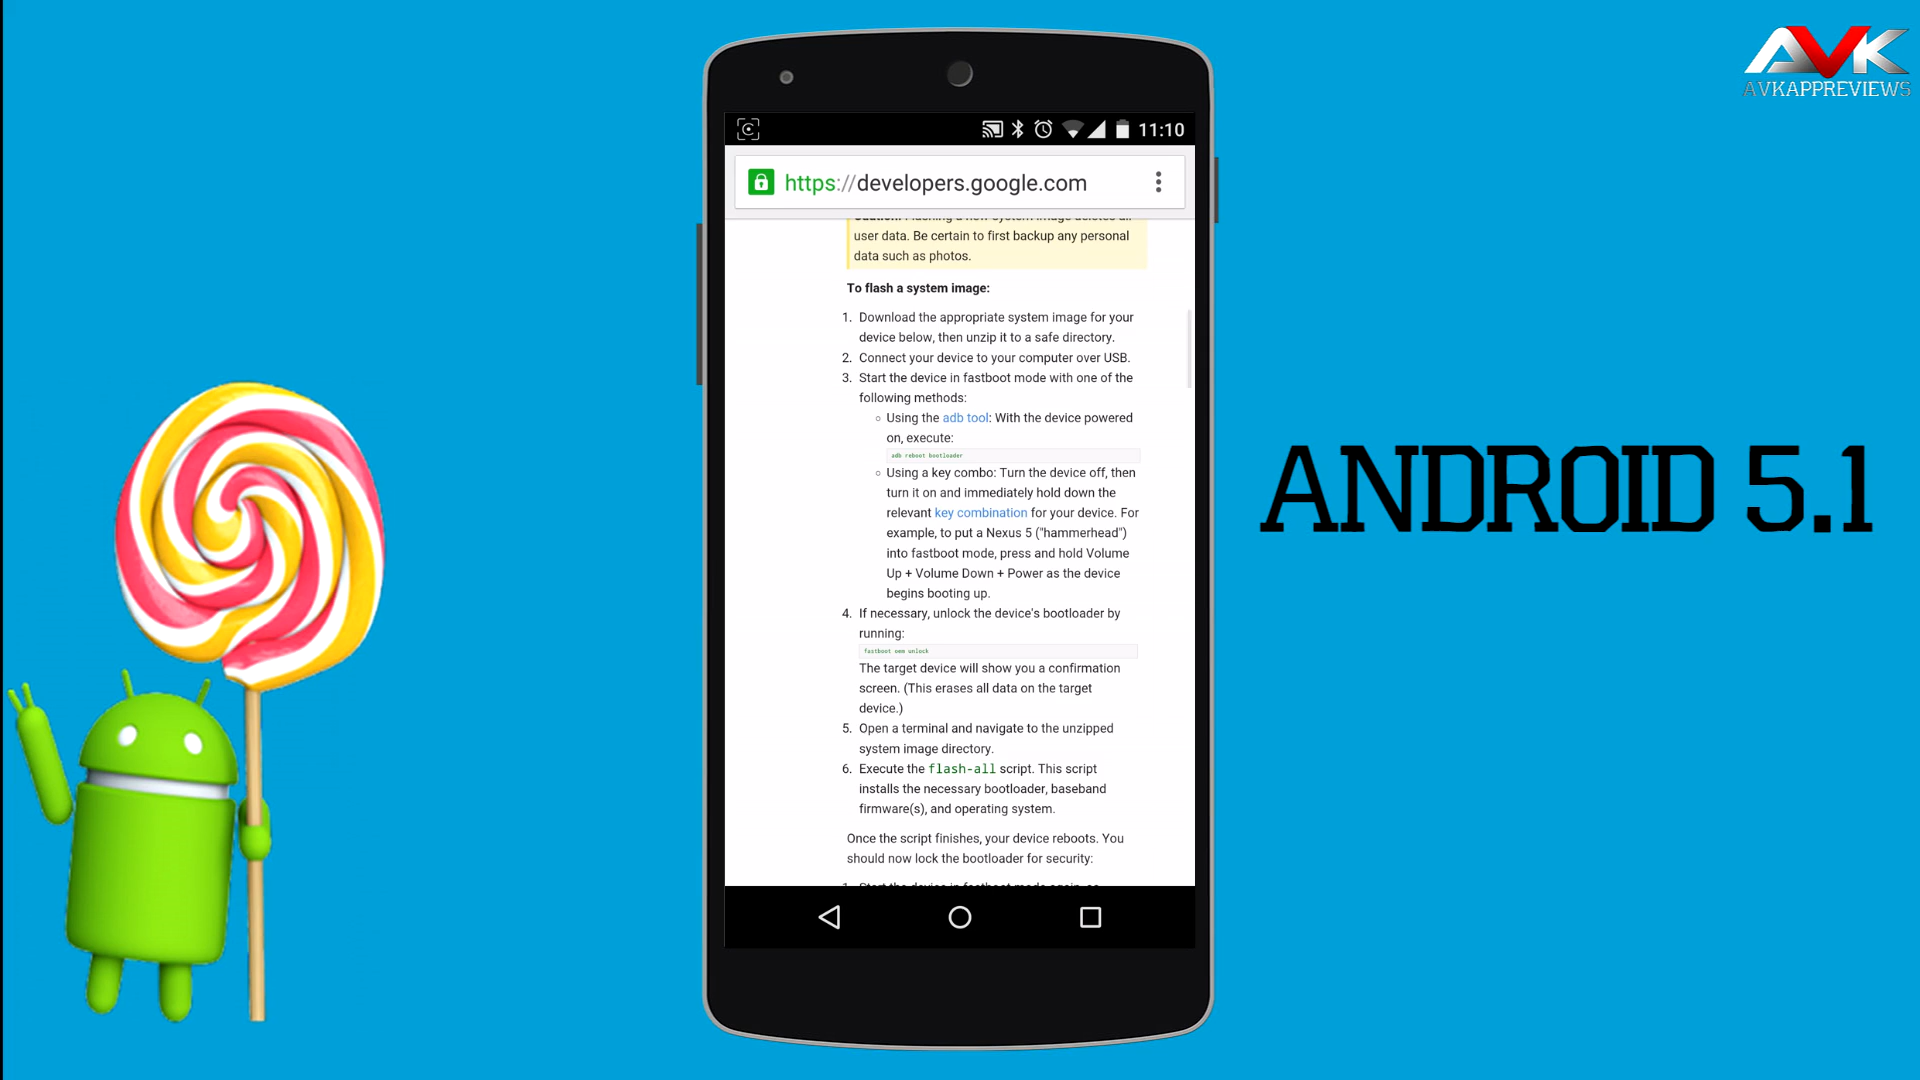 AVK
AVKAPPREVIEWS
11:10
https://developers.google.com
user data. Be certain to first backup any personal
data such as photos.
To flash a system image:
1. Download the appropriate system image for your
device below, then unzip it to a safe directory.
2. Connect your device to your computer over USB.
3. Start the device in fastboot mode with one of the
following methods:
Using the adb tool: With the device powered
on, execute:
adb reboot bootloader
Using a key combo: Turn the device off, then
turn it on and immediately hold down the
relevant key combination for your device. For
example, to put a Nexus 5 ("hammerhead")
into fastboot mode, press and hold Volume
Up + Volume Down + Power as the device
begins booting up.
4. If necessary, unlock the device's bootloader by
running:
fastboot oem unlock
The target device will show you a confirmation
screen. (This erases all data on the target
device.)
5. Open a terminal and navigate to the unzipped
system image directory.
6. Execute the flash-all script. This script
installs the necessary bootloader, baseband
firmware(s), and operating system.
Once the script finishes, your device reboots. You
should now lock the bootloader for security:
ANDROID 5.1